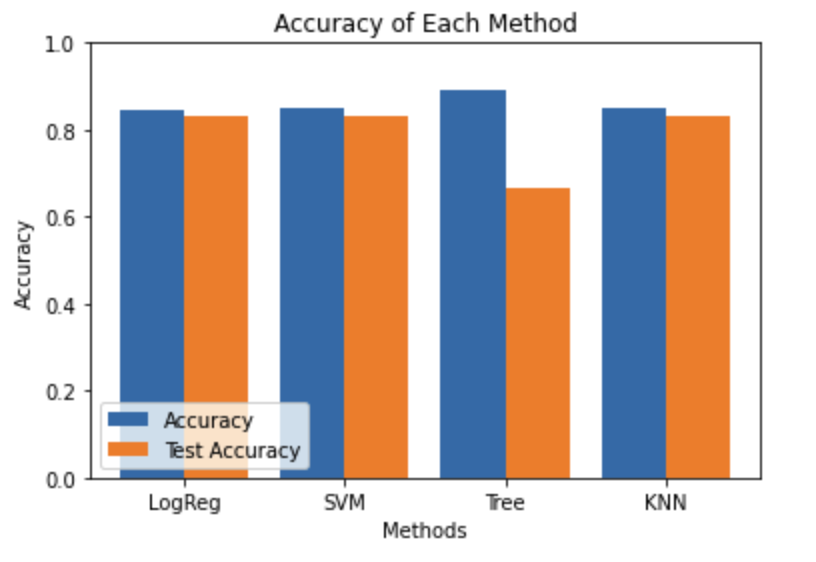 Accuracy of Each Method
1.0
0.8
0.6
0.4
0.2
0.0
Accuracy
Accuracy
Test Accuracy
LogReg SVM Tree KNN
Methods